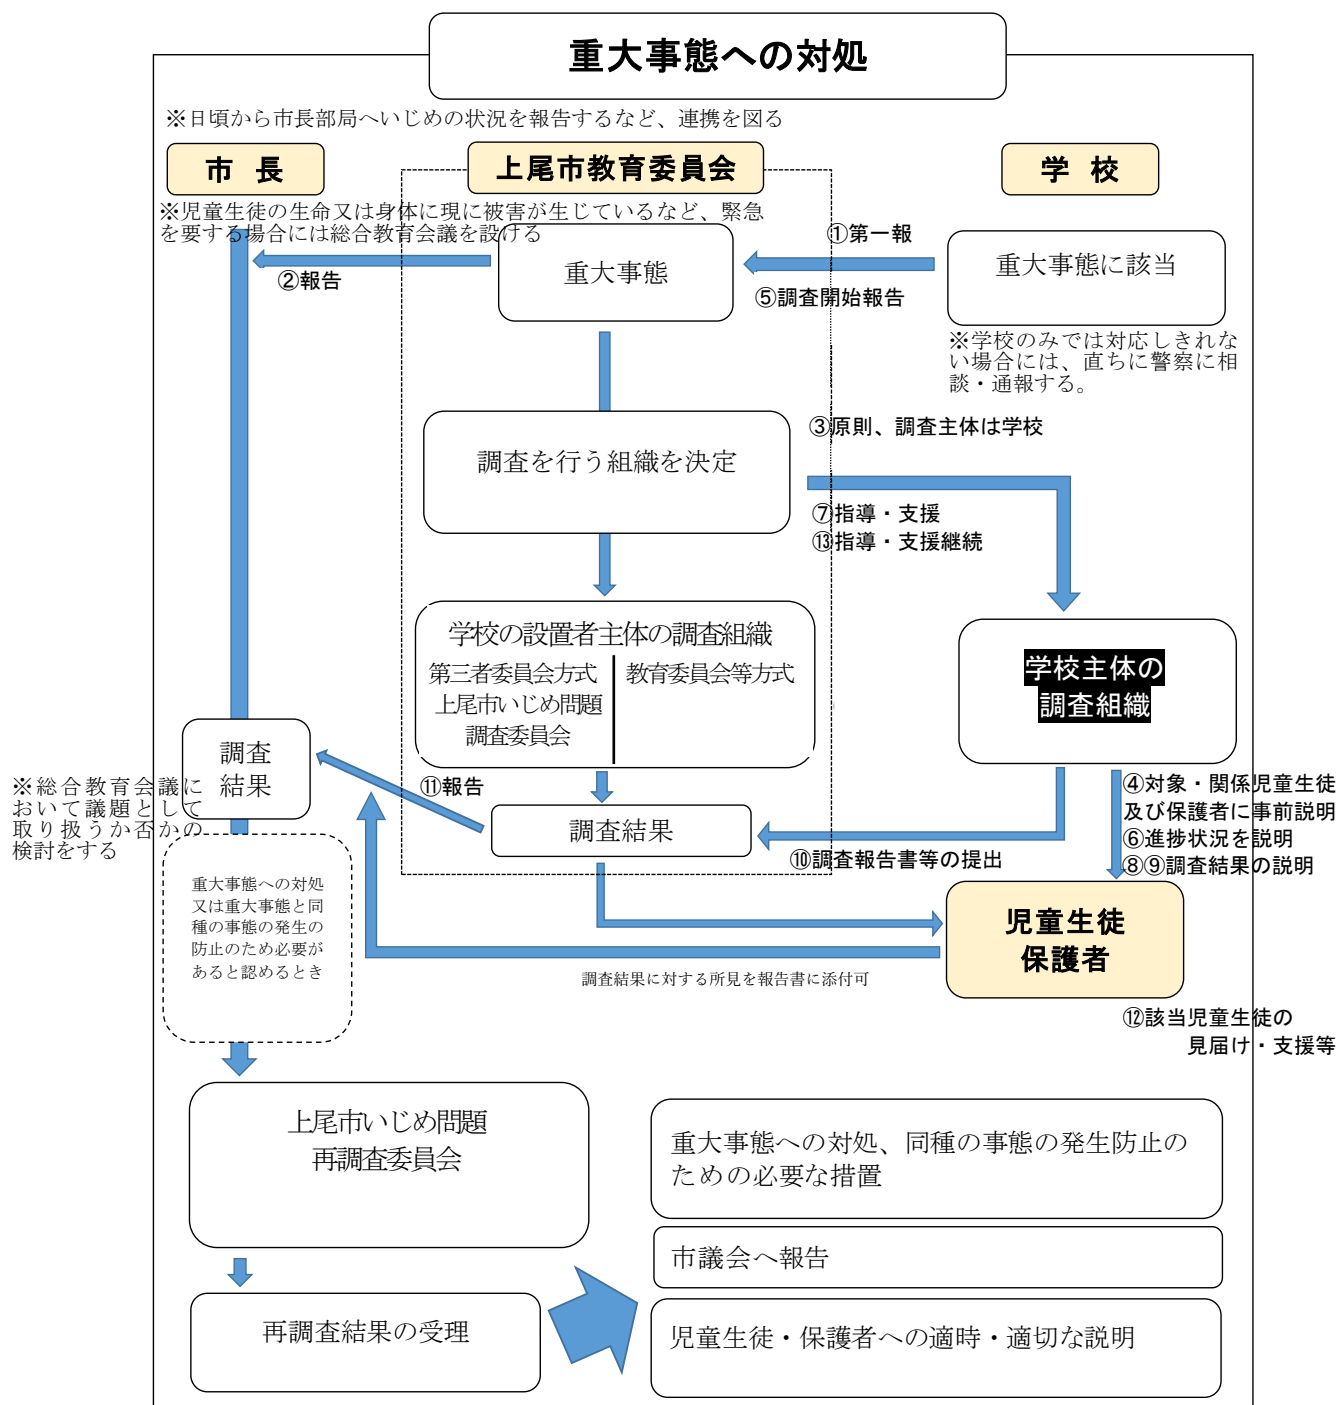 重大事態への対処
※日頃から市長部局へいじめの状況を報告するなど、連携を図る
市 長
上尾市教育委員会
学 校
※児童生徒の生命又は身体に現に被害が生じているなど、緊急
を要する場合には総合教育会議を設ける
①第一報
重大事態に該当
重大事態
②報告
⑤調査開始報告
※学校のみでは対応しきれな
い場合には、直ちに警察に相
談・通報する。
③原則、調査主体は学校
調査を行う組織を決定
⑦指導・支援
⑬指導・支援継続
学校の設置者主体の調査組織
第三者委員会方式
上尾市いじめ問題
調査委員会
教育委員会等方式
学校主体の
調査組織
調査
結果
※総合教育会議に
おいて議題として
取り扱うか否かの
検討をする
⑪報告
調査結果
⑩調査報告書等の提出
④対象・関係児童生徒
及び保護者に事前説明
⑥進捗状況を説明
⑧⑨調査結果の説明
重大事態への対処
又は重大事態と同
種の事態の発生の
防止のため必要が
あると認めるとき
児童生徒
保護者
調査結果に対する所見を報告書に添付可
⑫該当児童生徒の
見届け・支援等
上尾市いじめ問題
再調査委員会
重大事態への対処、同種の事態の発生防止の
ための必要な措置
市議会へ報告
再調査結果の受理
児童生徒・保護者への適時・適切な説明